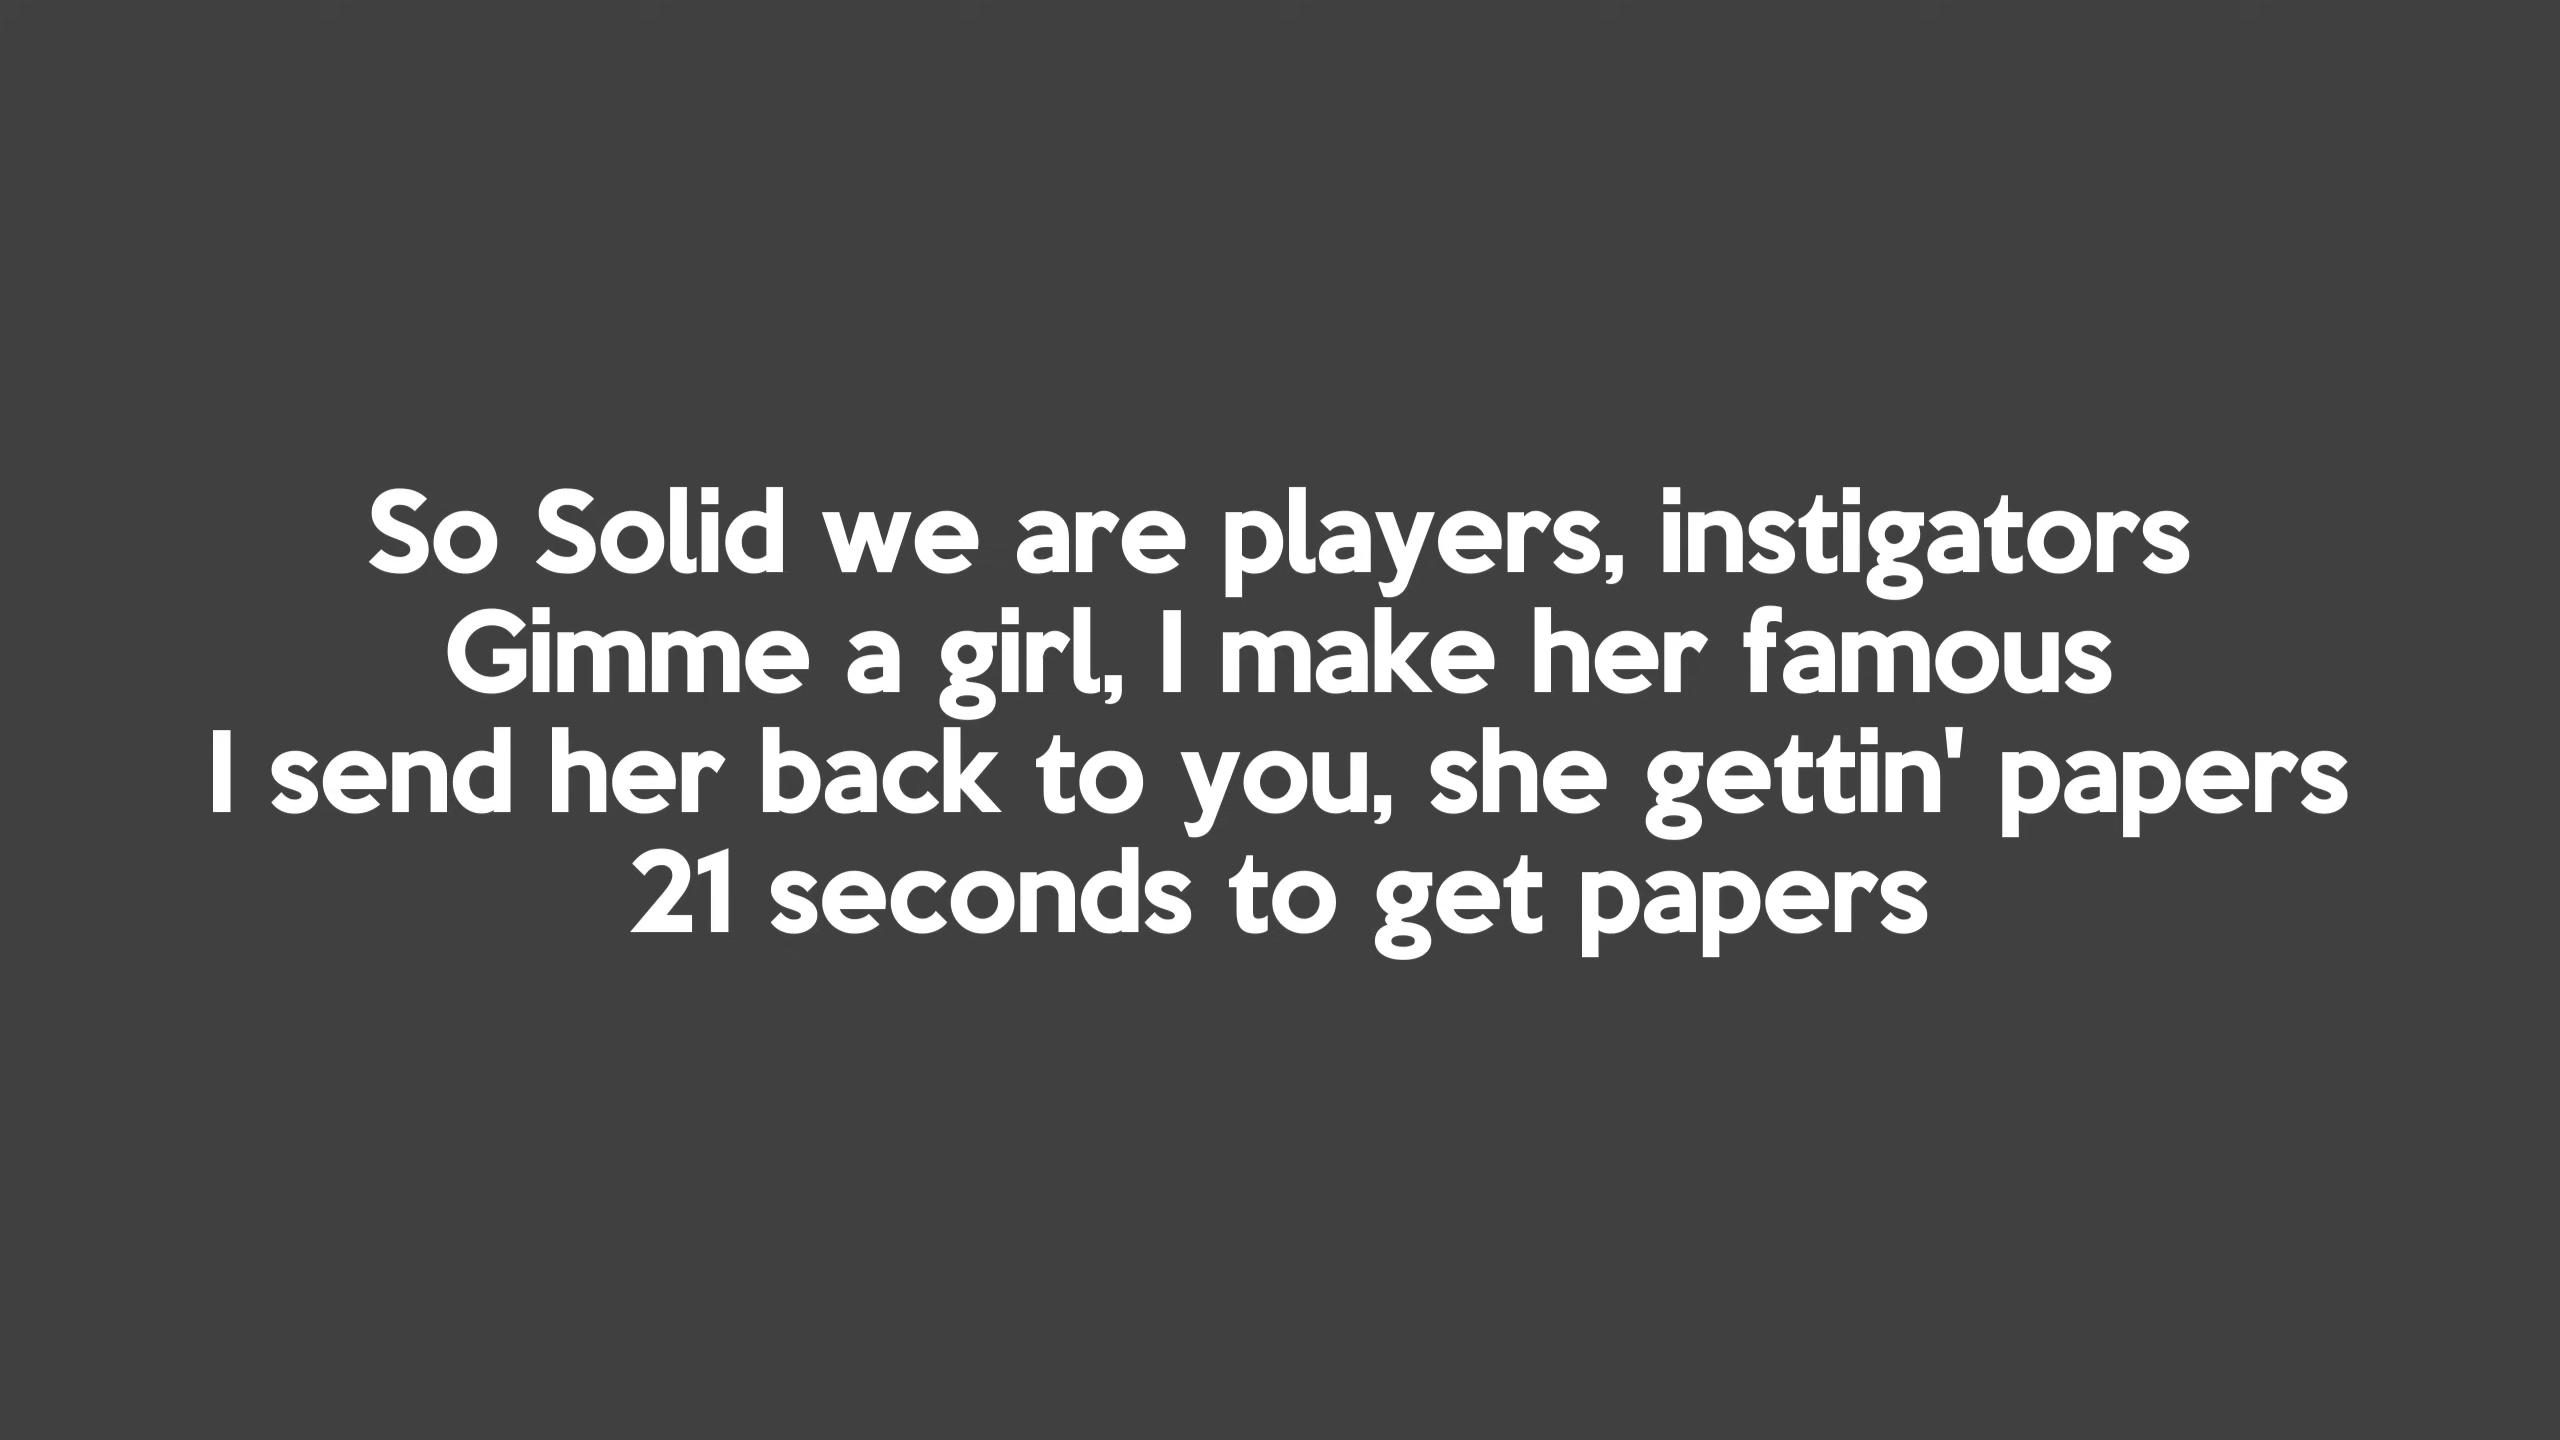 So Solid we are players, instigators
Gimme a girl, I make her famous
I send her back to you, she gettin' papers
21 seconds to get papers